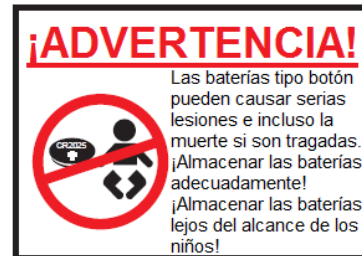 ¡ADVERTENCIA!
Las baterías tipo botón
pueden causar serias
lesiones e incluso la
muerte si son tragadas.
¡Almacenar las baterías
adecuadamente!
¡Almacenar las baterías
lejos del alcance de los
niños!
CR2025
+